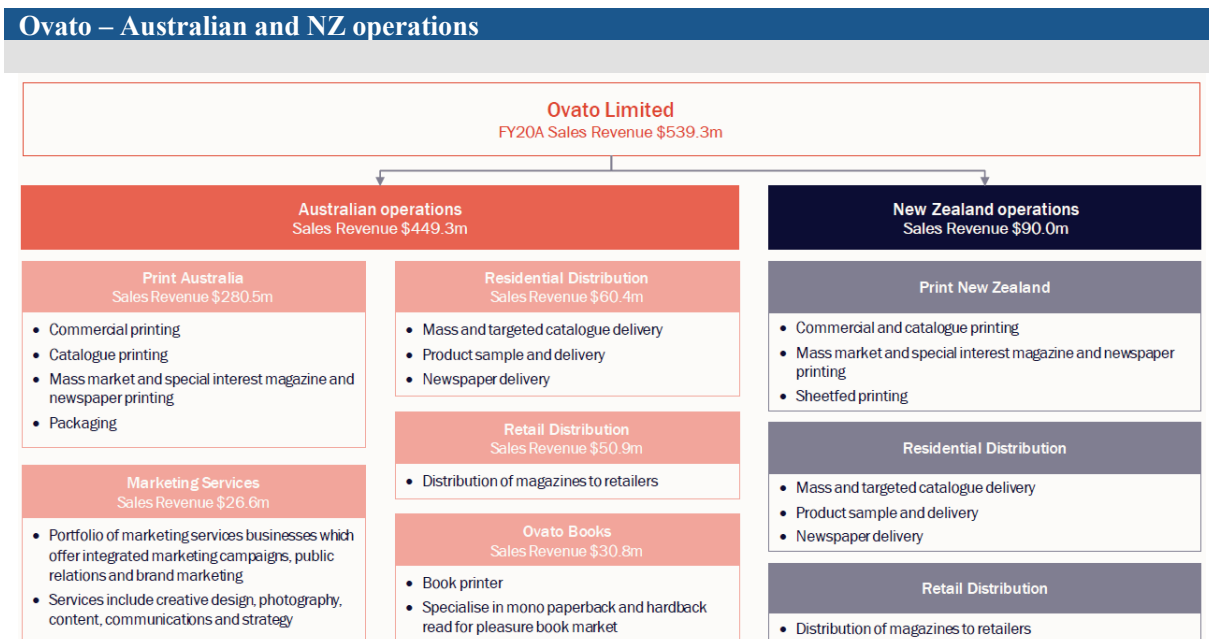 Ovato – Australian and NZ operations
Ovato Limited
FY20A Sales Revenue $539.3m
Australian operations
Sales Revenue $449.3m
Print Australia
Sales Revenue $280.5m
• Commercial printing
• Catalogue printing
• Mass market and special interest magazine and
newspaper printing
• Packaging
Marketing Services
Sales Revenue $26.6m
• Portfolio of marketing services businesses which
offer integrated marketing campaigns, public
relations and brand marketing
• Services include creative design, photography,
content, communications and strategy
Residential Distribution
Sales Revenue $60.4m
• Mass and targeted catalogue delivery
• Product sample and delivery
• Newspaper delivery
Retail Distribution
Sales Revenue $50.9m
• Distribution of magazines to retailers
Ovato Books
Sales Revenue $30.8m
• Book printer
• Specialise in mono paperback and hardback
read for pleasure book market
New Zealand operations
Sales Revenue $90.0m
Print New Zealand
• Commercial and catalogue printing
• Mass market and special interest magazine and newspaper
printing
• Sheetfed printing
Residential Distribution
• Mass and targeted catalogue delivery
• Product sample and delivery
• Newspaper delivery
Retail Distribution
• Distribution of magazines to retailers